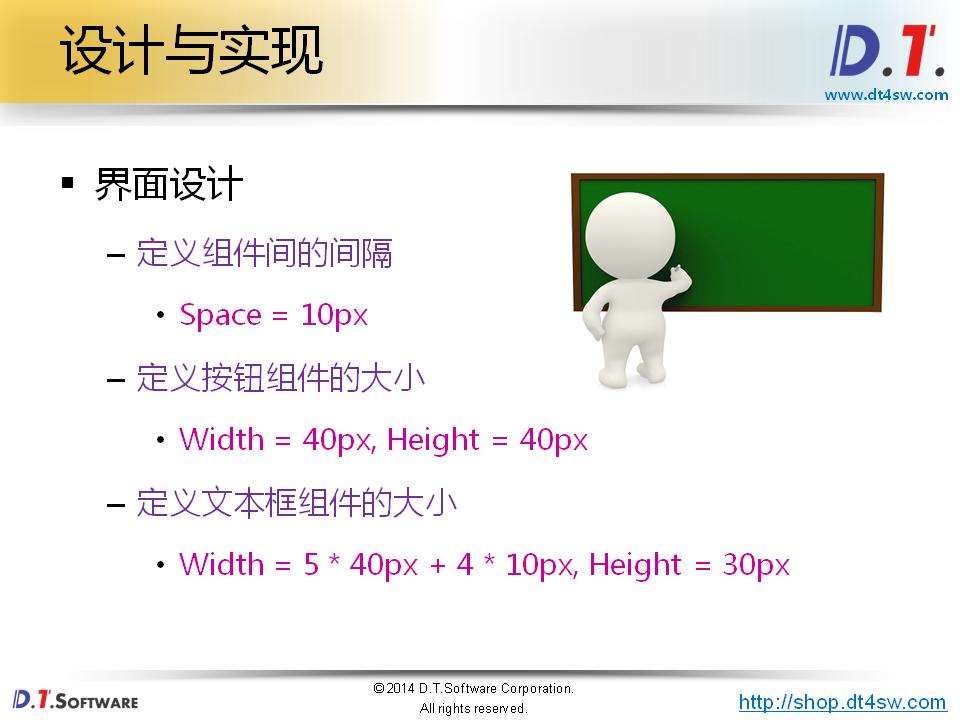 设计与实现
D.T.
www.dt4sw.com
▪ 界面设计
– 定义组件间的间隔
• Space = 10px
– 定义按钮组件的大小
• Width = 40px, Height = 40px
– 定义文本框组件的大小
• Width = 5 * 40px + 4 * 10px, Height = 30px
D.T.SOFTWARE
©2014 D.T.Software Corporation.
All rights reserved.
http://shop.dt4sw.com